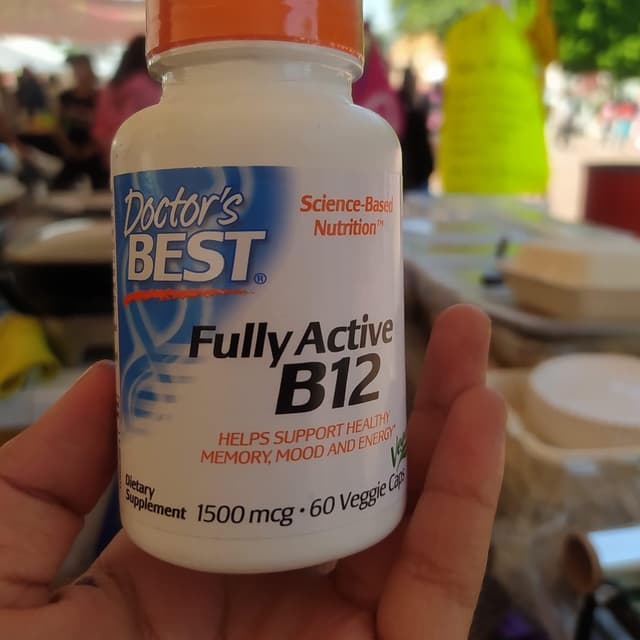 Doctor's
BEST®
Science-Based
Nutrition™
Fully Active
B12
HELPS SUPPORT HEALTHY
MEMORY, MOOD AND ENERGY
Dietary
Supplement
1500 mcg • 60 Veggie Caps